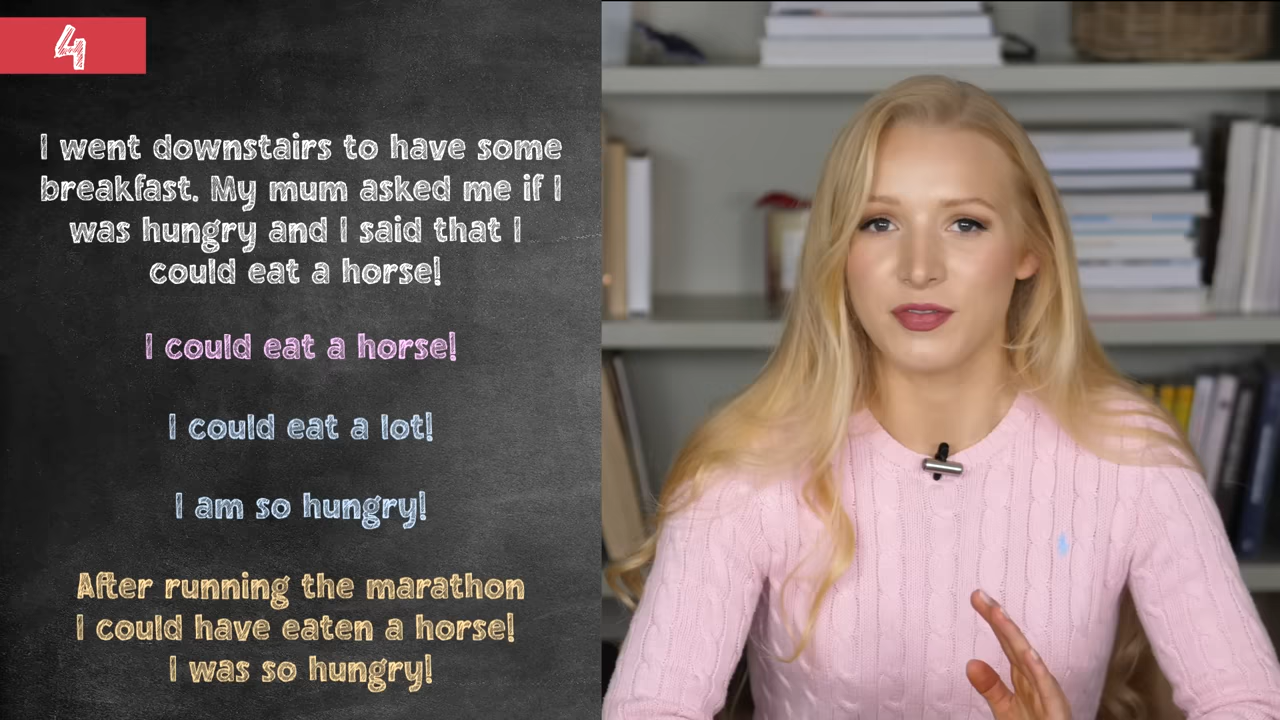 4
I went downstairs to have some
breakfast. My mum asked me if I
was hungry and I said that I
could eat a horse!
I could eat a horse!
I could eat a lot!
I am so hungry!
After running the marathon
I could have eaten a horse!
I was so hungry!